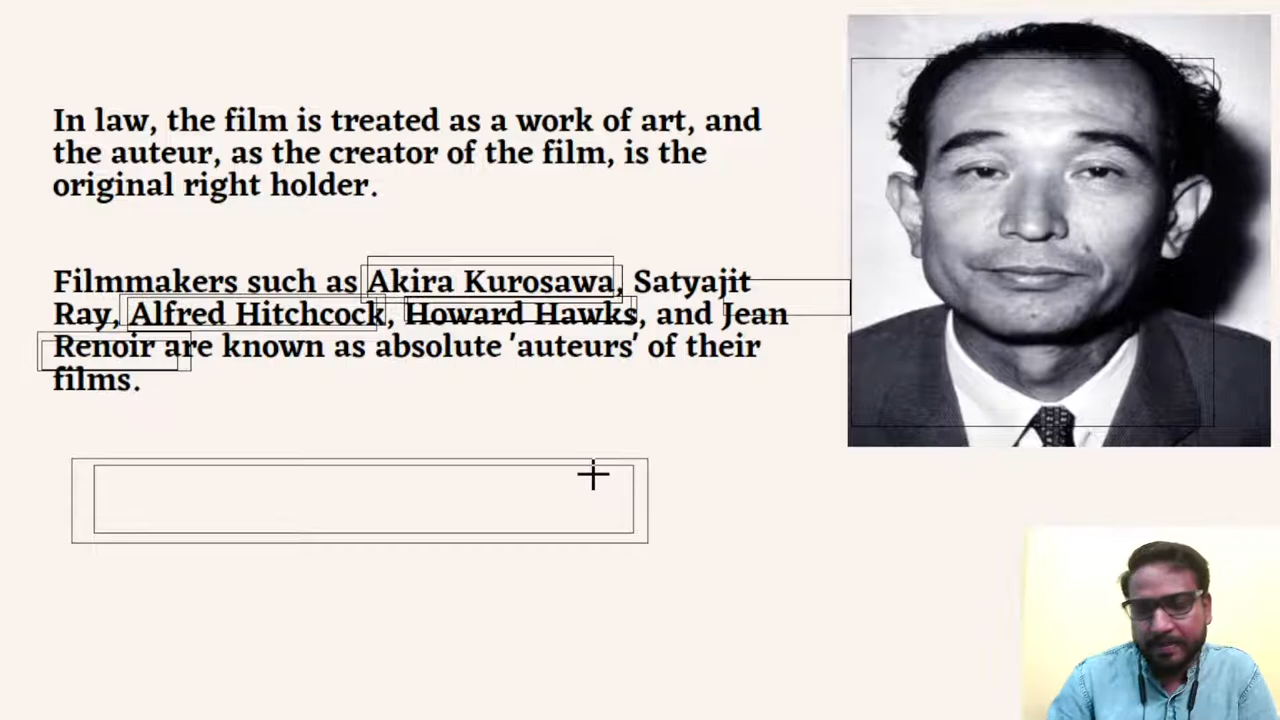 In law, the film is treated as a work of art, and
the auteur, as the creator of the film, is the
original right holder.
Filmmakers such as Akira Kurosawa, Satyajit
Ray, Alfred Hitchcock, Howard Hawks, and Jean
Renoir are known as absolute 'auteurs' of their
films.